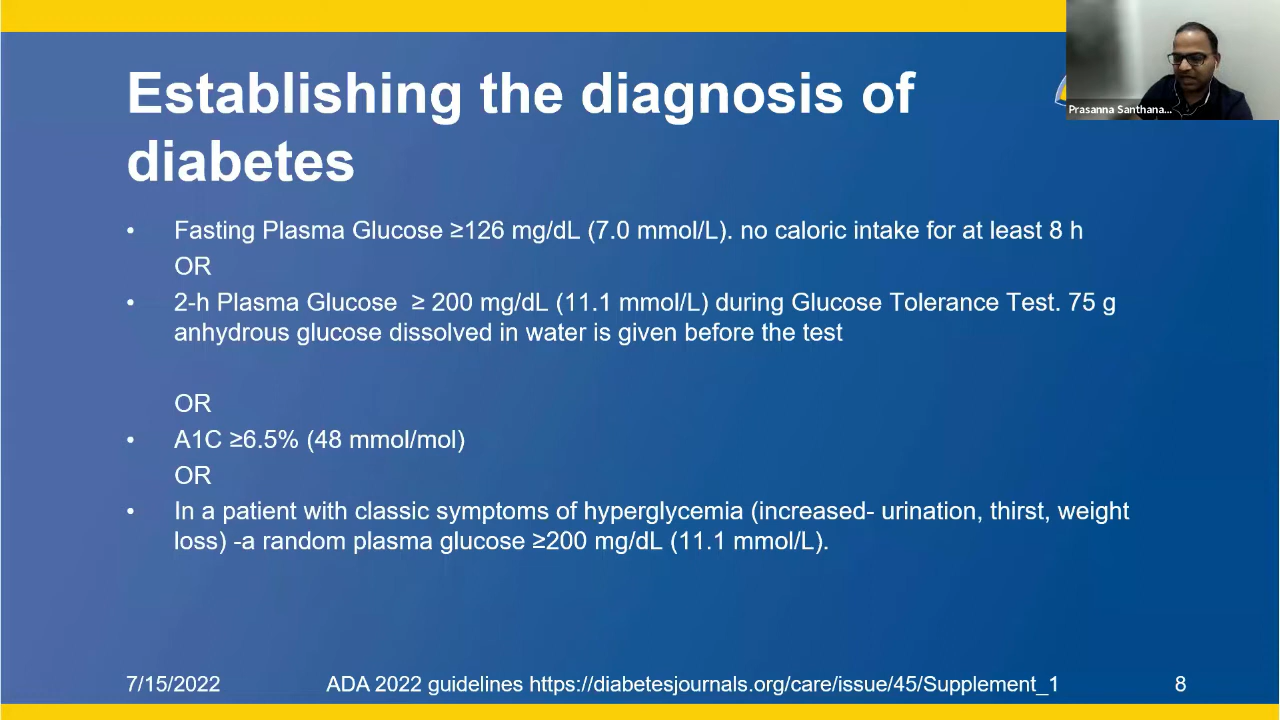 Establishing the diagnosis of
diabetes
Prasanna Santhana...
• Fasting Plasma Glucose ≥126 mg/dL (7.0 mmol/L). no caloric intake for at least 8 h
OR
• 2-h Plasma Glucose  ≥ 200 mg/dL (11.1 mmol/L) during Glucose Tolerance Test. 75 g
anhydrous glucose dissolved in water is given before the test
OR
• A1C ≥6.5% (48 mmol/mol)
OR
• In a patient with classic symptoms of hyperglycemia (increased- urination, thirst, weight
loss) -a random plasma glucose ≥200 mg/dL (11.1 mmol/L).
7/15/2022 ADA 2022 guidelines https://diabetesjournals.org/care/issue/45/Supplement_1 8